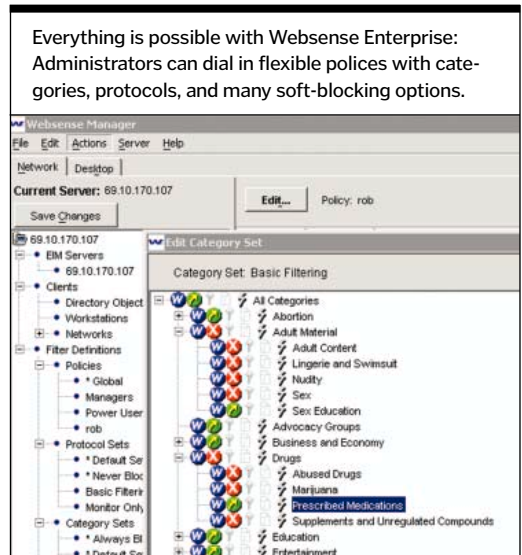 Everything is possible with Websense Enterprise:
Administrators can dial in flexible polices with cate-
gories, protocols, and many soft-blocking options.
Websense Manager
File Edit Actions Server Help
Network Desktop
Current Server: 69.10.170.107
Save Changes
Edit... Policy: rob
69.10.170.107
EIM Servers
69.10.170.107
Clients
Directory Object
Workstations
Networks
Filter Definitions
Policies
* Global
Managers
Power User
rob
Protocol Sets
* Default Se
* Never Bloc
Basic Filterin
Monitor Only
Category Sets
* Always Bl
* Default Se
Edit Category Set
Category Set: Basic Filtering
All Categories
Abortion
Adult Material
Adult Content
Lingerie and Swimsuit
Nudity
Sex
Sex Education
Advocacy Groups
Business and Economy
Drugs
Abused Drugs
Marijuana
Prescribed Medications
Supplements and Unregulated Compounds
Education
Entertainment